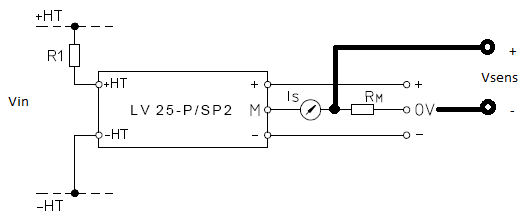 +HT
R1
+HT
-HT
Vin
LV 25-P/SP2
+
M
-
Is
RM
+
0V
-
+
Vsens
-
-HT